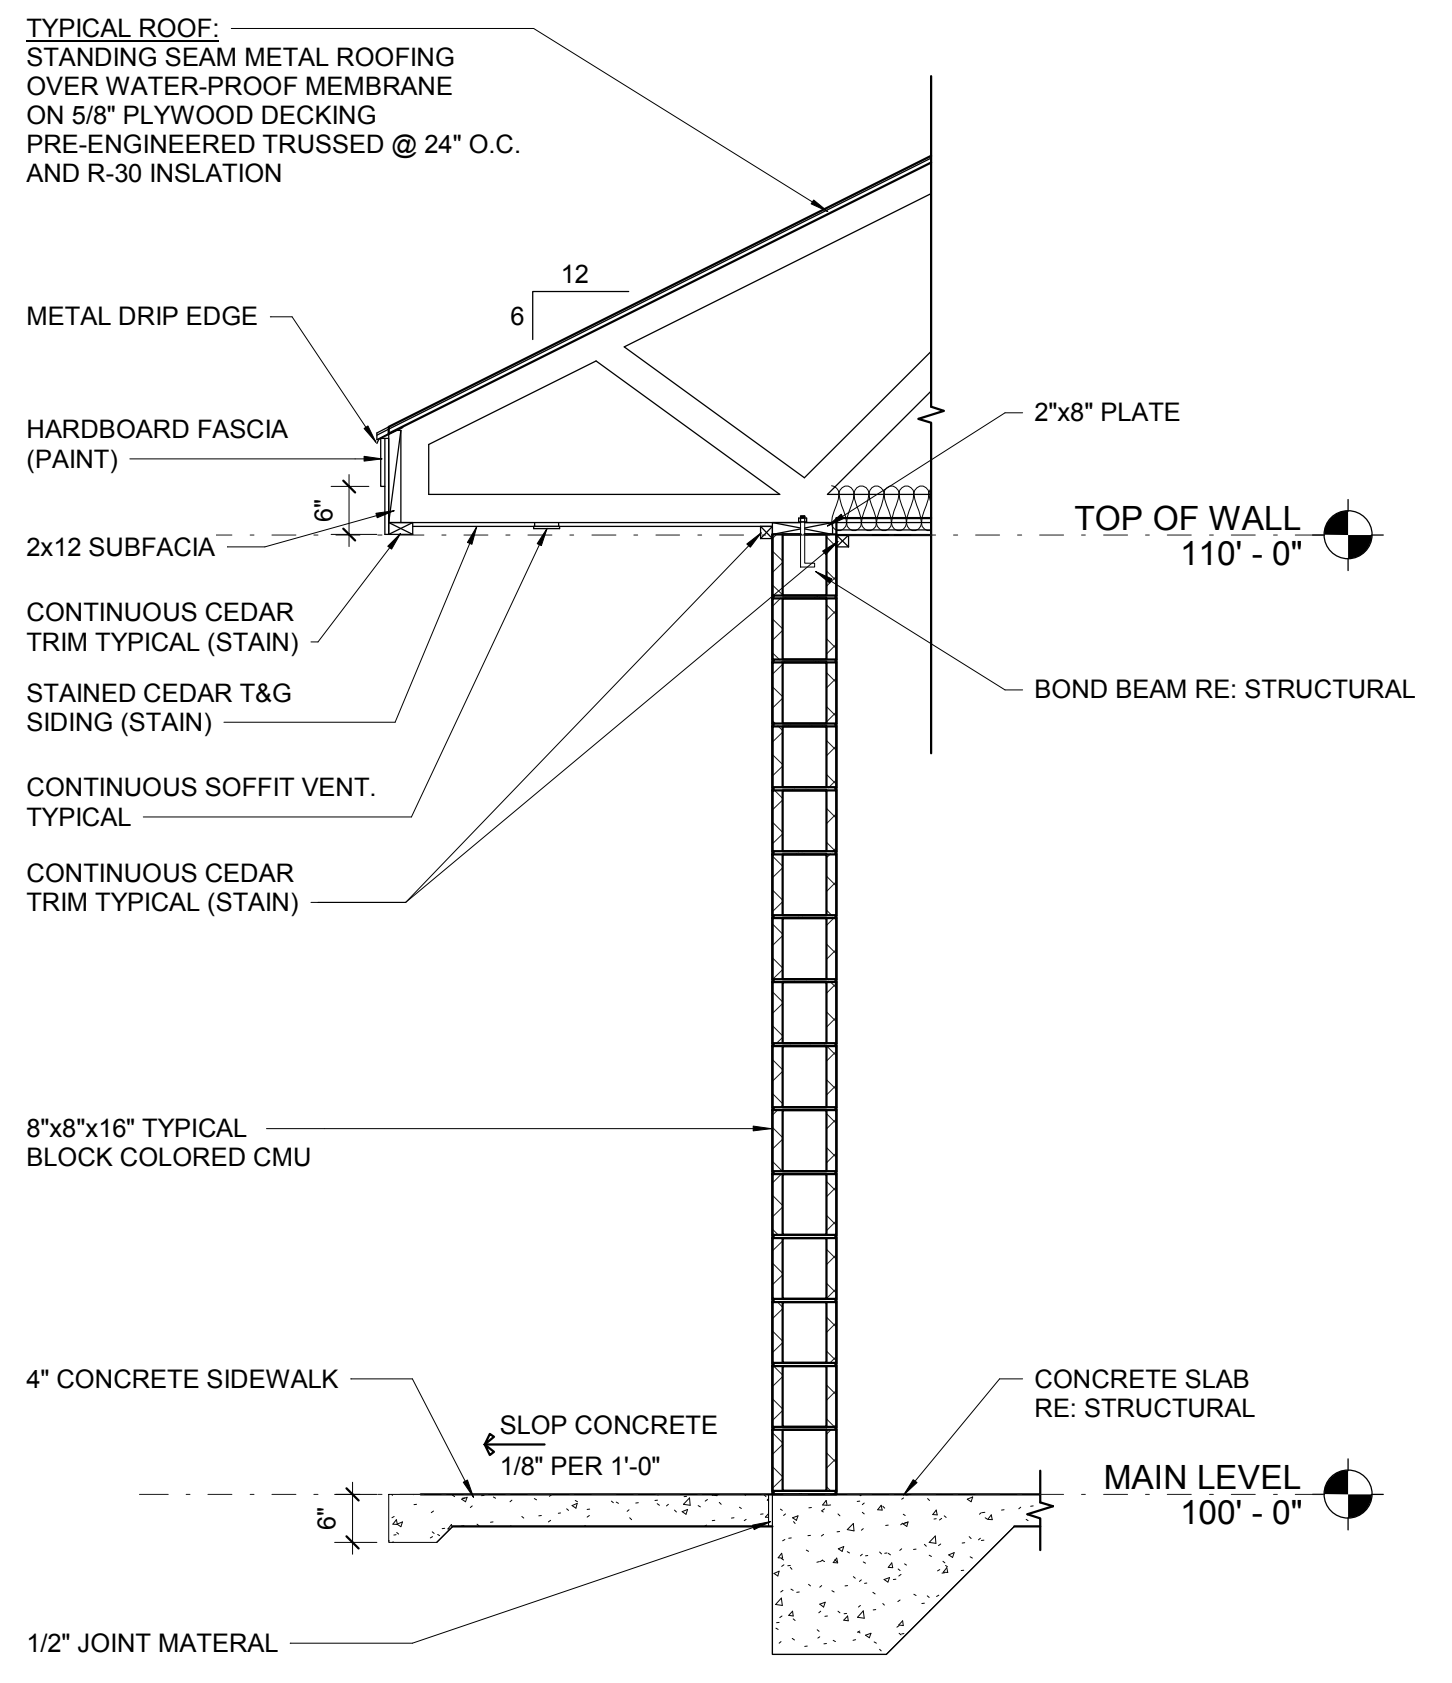 TYPICAL ROOF:
STANDING SEAM METAL ROOFING
OVER WATER-PROOF MEMBRANE
ON 5/8" PLYWOOD DECKING
PRE-ENGINEERED TRUSSED @ 24" O.C.
AND R-30 INSLATION
12
6
METAL DRIP EDGE
2"x8" PLATE
HARDBOARD FASCIA
(PAINT)
6"
TOP OF WALL
110' - 0"
2x12 SUBFACIA
CONTINUOUS CEDAR
TRIM TYPICAL (STAIN)
BOND BEAM RE: STRUCTURAL
STAINED CEDAR T&G
SIDING (STAIN)
CONTINUOUS SOFFIT VENT.
TYPICAL
CONTINUOUS CEDAR
TRIM TYPICAL (STAIN)
8"x8"x16" TYPICAL
BLOCK COLORED CMU
4" CONCRETE SIDEWALK
CONCRETE SLAB
RE: STRUCTURAL
SLOP CONCRETE
1/8" PER 1'-0"
MAIN LEVEL
100' - 0"
6"
1/2" JOINT MATERAL